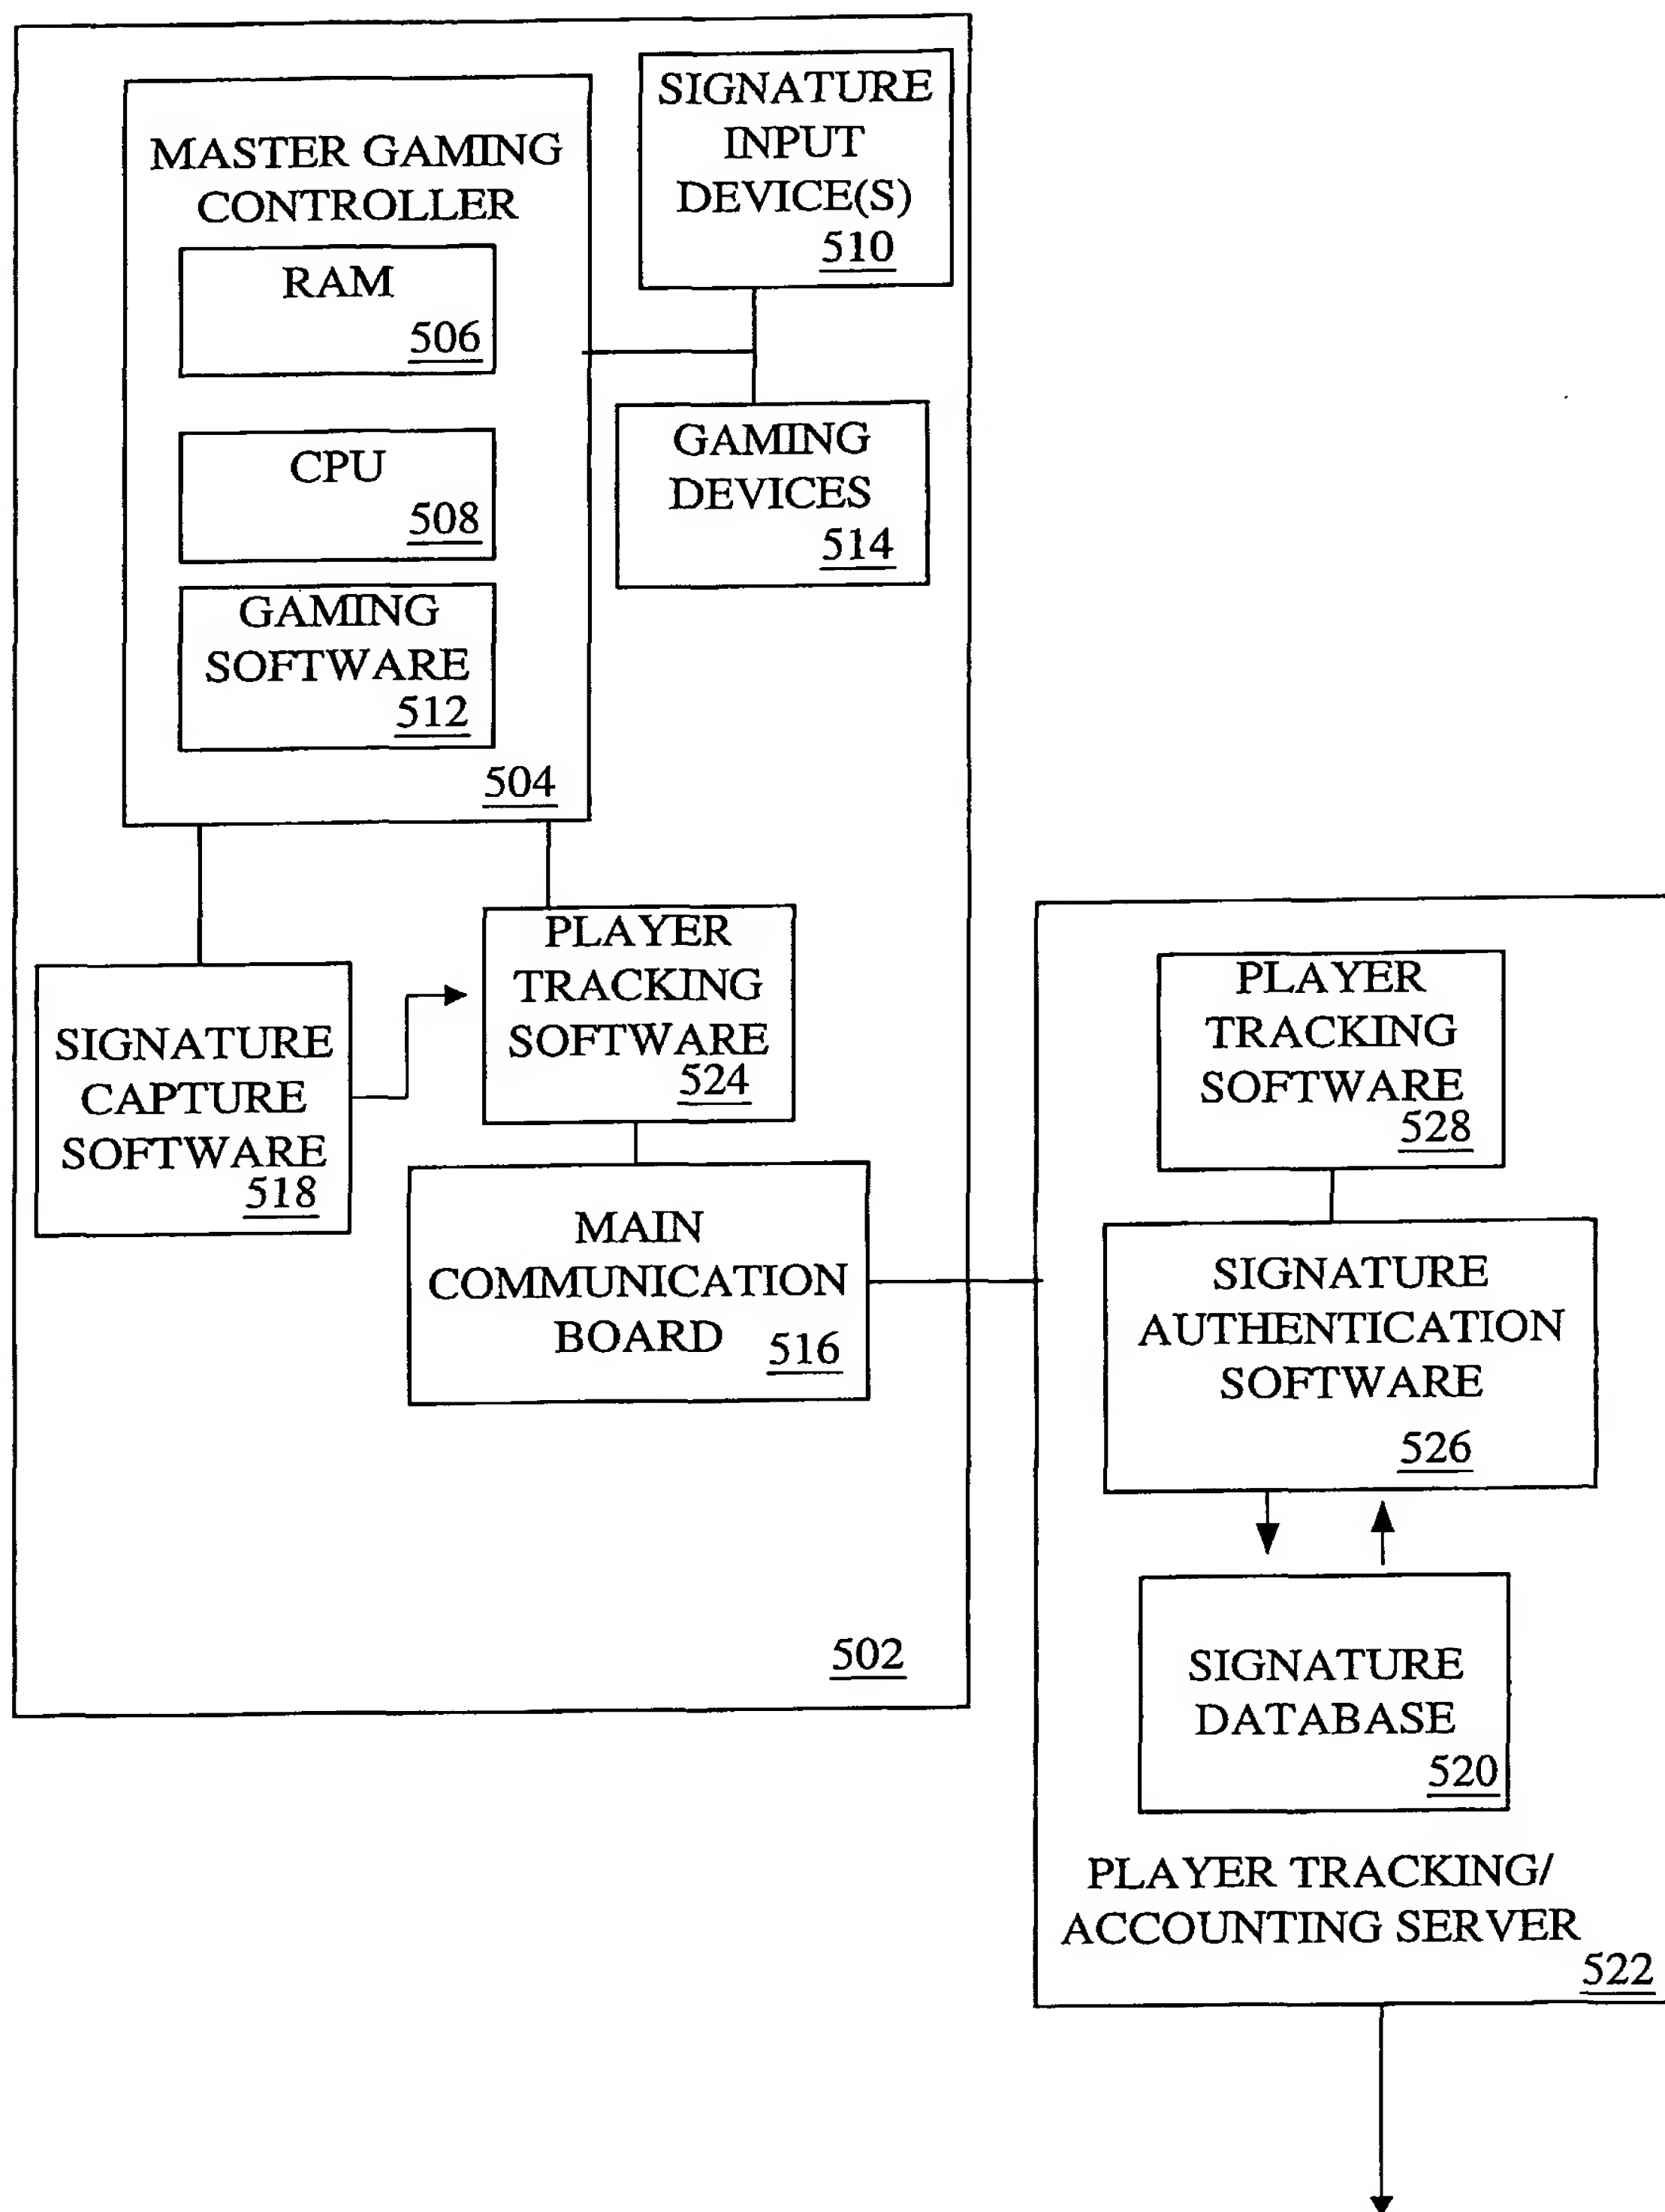 MASTER GAMING
CONTROLLER
RAM
506
CPU
508
GAMING
SOFTWARE
512
504
SIGNATURE
INPUT
DEVICE(S)
510
GAMING
DEVICES
514
SIGNATURE
CAPTURE
SOFTWARE
518
PLAYER
TRACKING
SOFTWARE
524
MAIN
COMMUNICATION
BOARD
516
502
PLAYER
TRACKING
SOFTWARE
528
SIGNATURE
AUTHENTICATION
SOFTWARE
526
SIGNATURE
DATABASE
520
PLAYER TRACKING/
ACCOUNTING SERVER
522